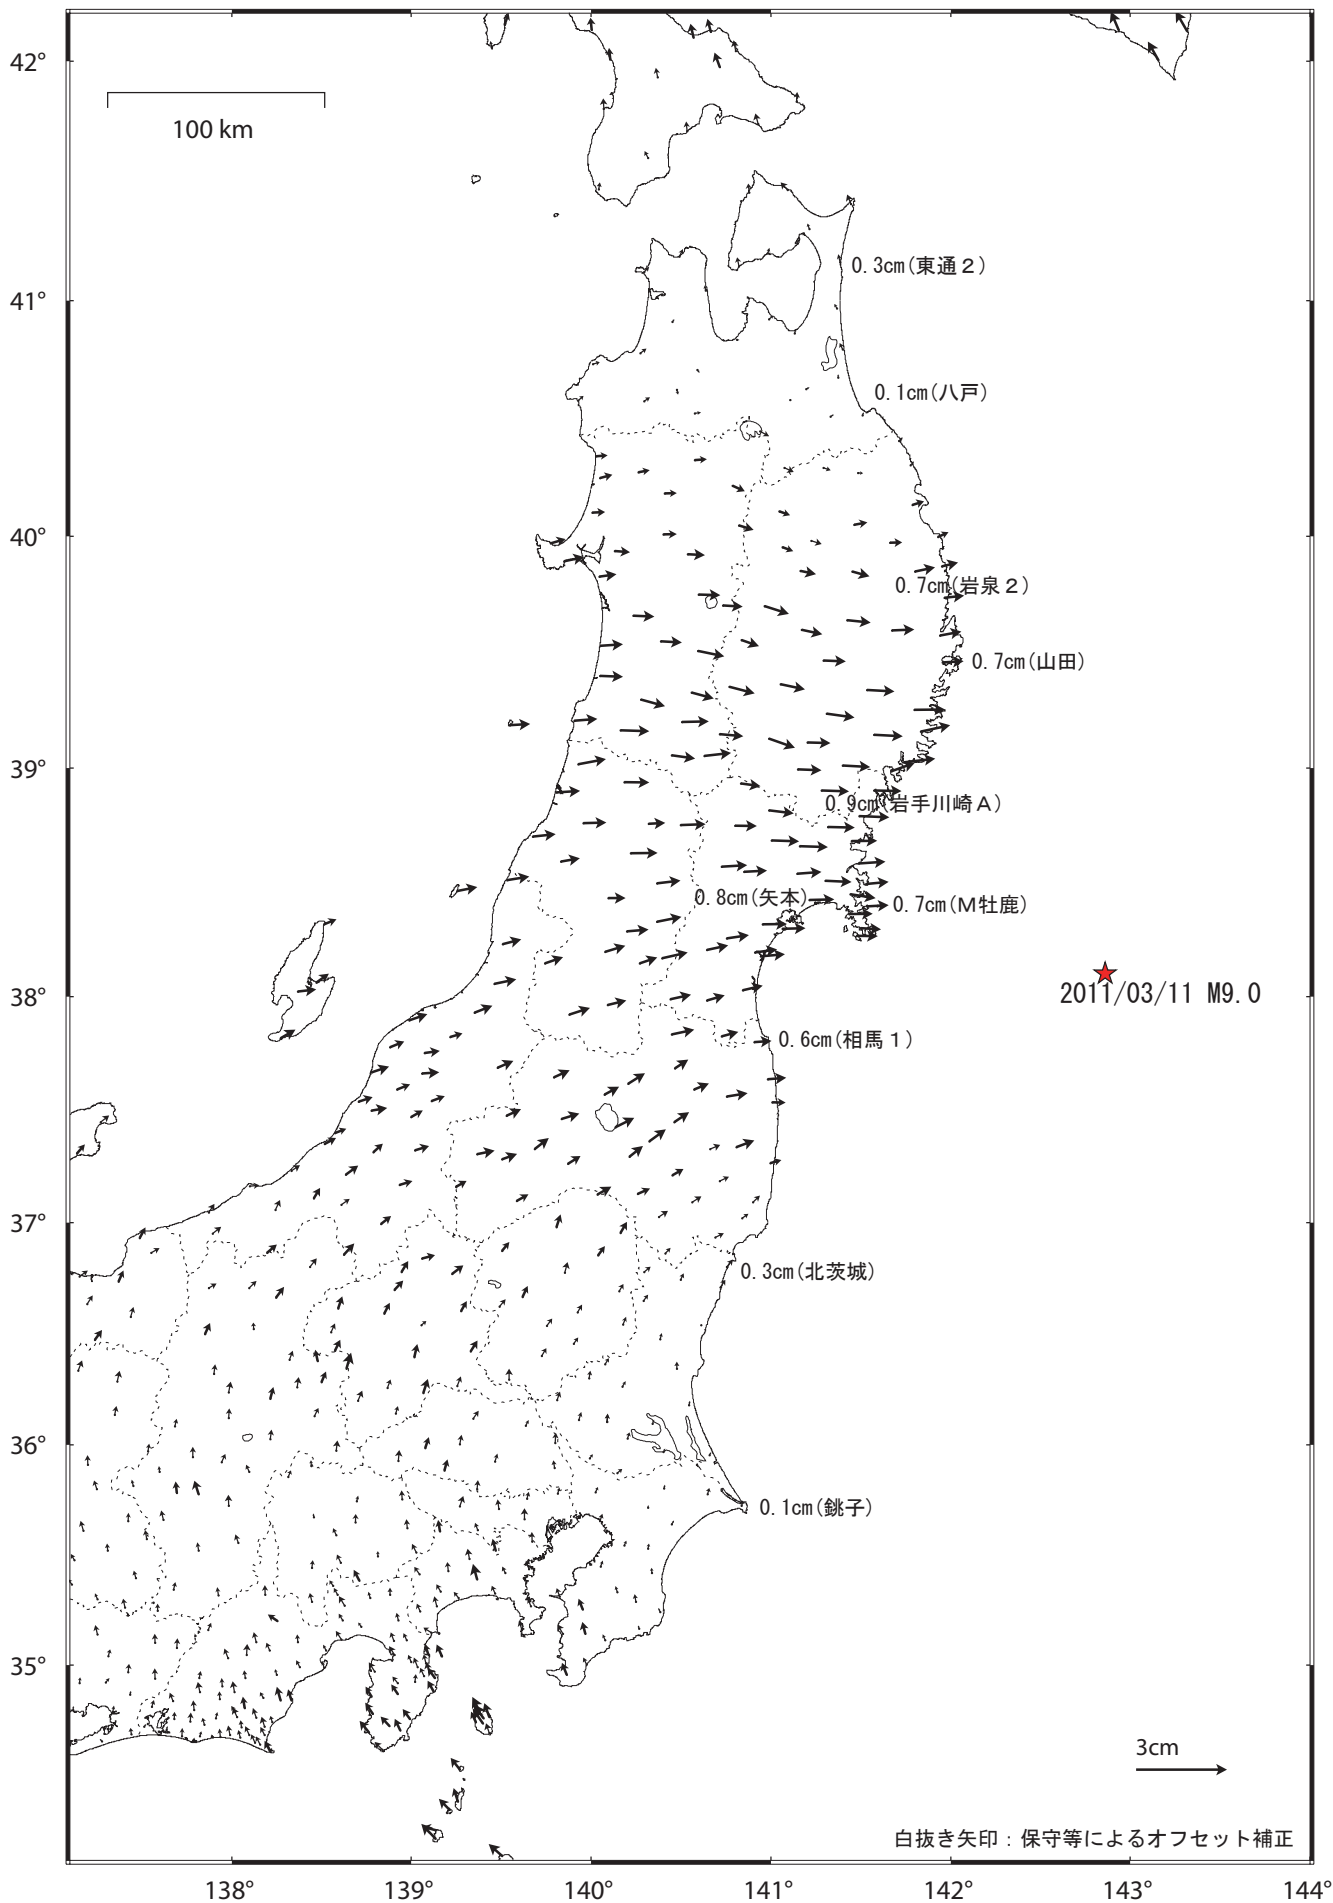 42°
100 km
0.3cm(東通２)
41°
0.1cm(八戸)
40°
0.7cm(岩泉２)
0.7cm(山田)
39°
0.9cm(岩手川崎Ａ)
0.8cm(矢本)
0.7cm(Ｍ牡鹿)
38°
2011/03/11 M9.0
0.6cm(相馬１)
37°
0.3cm(北茨城)
36°
0.1cm(銚子)
35°
3cm
白抜き矢印：保守等によるオフセット補正
138° 139° 140° 141° 142° 143° 144°